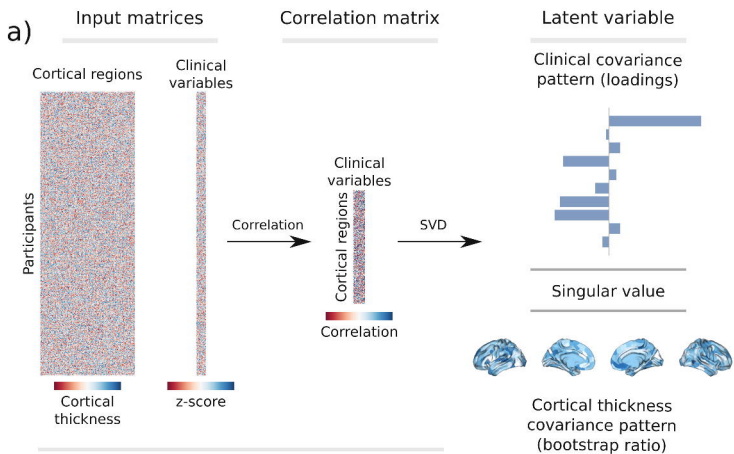 a)
Input matrices
Correlation matrix
Latent variable
Cortical regions
Clinical
variables
Participants
Cortical
thickness
z-score
Correlation
Clinical
variables
Cortical regions
Correlation
SVD
Clinical covariance
pattern (loadings)
Singular value
Cortical thickness
covariance pattern
(bootstrap ratio)